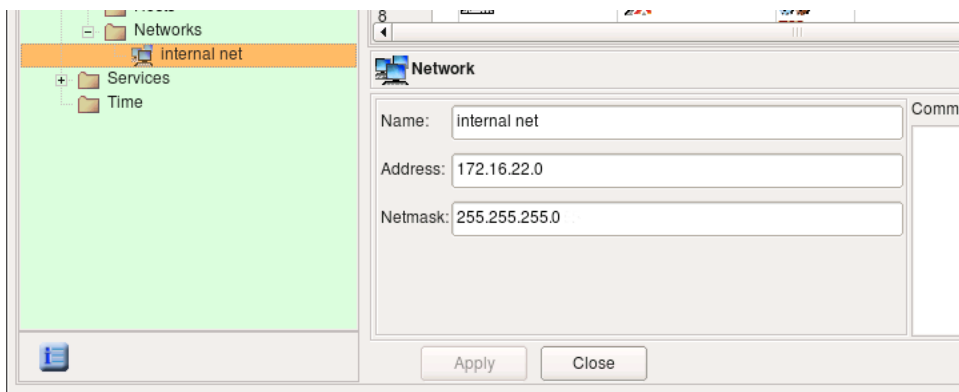 Networks
internal net
Services
Time
8
Network
Name: internal net
Comm
Address: 172.16.22.0
Netmask: 255.255.255.0
Apply Close